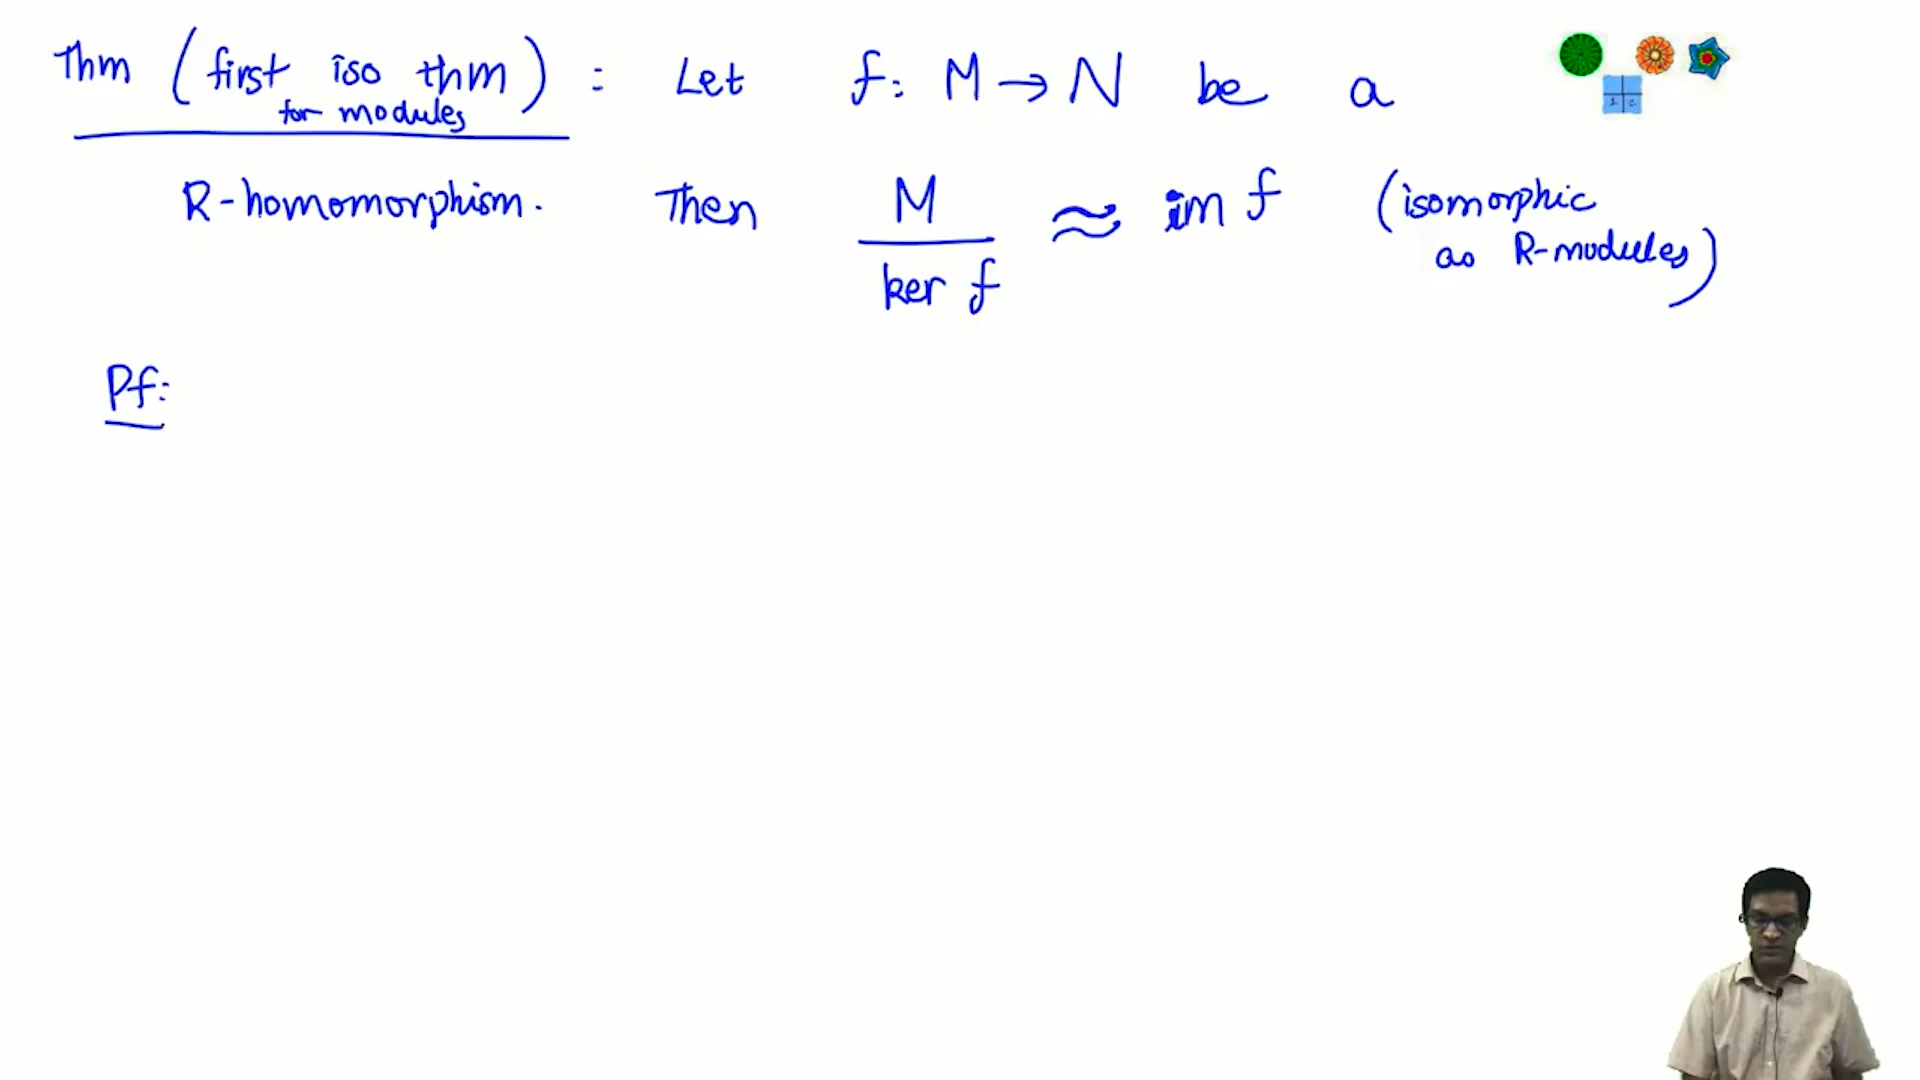 Thm (first iso thm) : Let f: M → N be a
for modules
R-homomorphism. Then M / ker f ≈ im f (isomorphic
as R-modules)
Pf: